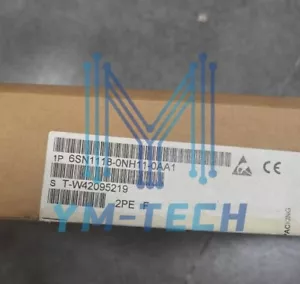 1P 6SN1118-0NH11-0AA1
S T-W42095219
2PE F
CE
YM-TECH